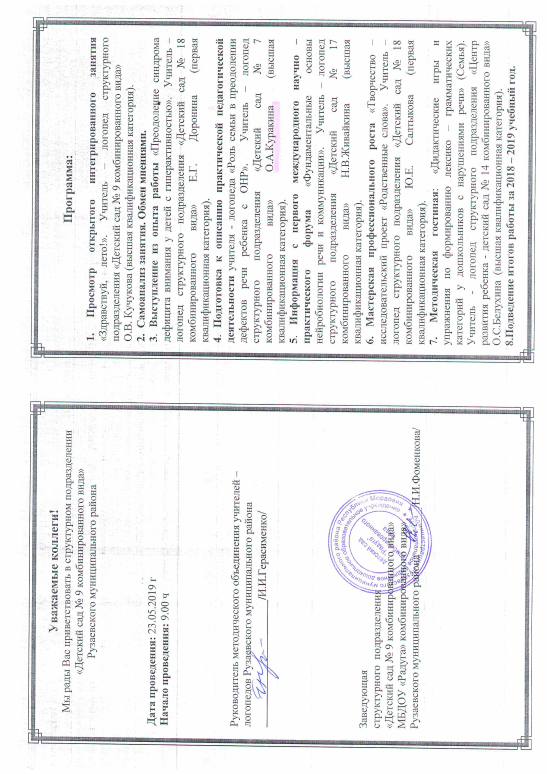 Уважаемые коллеги!
Мы рады Вас приветствовать в структурном подразделении
«Детский сад № 9 комбинированного вида»
Рузаевского муниципального района
Дата проведения: 23.05.2019 г
Начало проведения: 9.00 ч
Руководитель методического объединения учителей –
логопедов Рузаевского муниципального района
/И.И.Герасименко/
Заведующая
структурного подразделения
«Детский сад № 9 комбинированного вида»
МБДОУ «Радуга» комбинированного вида»
Рузаевского муниципального района /Н.И.Фоменкова/
Программа:
1. Просмотр открытого интегрированного занятия
«Здравствуй, лето!». Учитель – логопед структурного
подразделения «Детский сад № 9 комбинированного вида»
О.В. Кучукова (высшая квалификационная категория).
2. Самоанализ занятия. Обмен мнениями.
3. Выступление из опыта работы «Преодоление синдрома
дефицита внимания у детей с гиперактивностью». Учитель –
логопед структурного подразделения «Детский сад № 18
комбинированного вида» Е.Г. Доронина (первая
квалификационная категория).
4. Подготовка к описанию практической педагогической
деятельности учителя - логопеда «Роль семьи в преодолении
дефектов речи ребенка с ОНР». Учитель – логопед
структурного подразделения «Детский сад № 7
комбинированного вида» О.А.Куракина (высшая
квалификационная категория).
5. Информация с первого международного научно –
практического форума «Фундаментальные основы
нейробиологии речи и коммуникации». Учитель – логопед
структурного подразделения «Детский сад № 17
комбинированного вида» Н.В.Живайкина (высшая
квалификационная категория).
6. Мастерская профессионального роста «Творчество –
исследовательский проект «Родственные слова». Учитель –
логопед структурного подразделения «Детский сад № 18
комбинированного вида» Ю.Е. Салтыкова (первая
квалификационная категория).
7. Методическая гостиная: «Дидактические игры и
упражнения по формированию лексико – грамматических
категорий у дошкольников с нарушениями речи» (Семья).
Учитель - логопед структурного подразделения «Центр
развития ребенка - детский сад № 14 комбинированного вида»
О.С.Белухина (высшая квалификационная категория).
8.Подведение итогов работы за 2018 – 2019 учебный год.